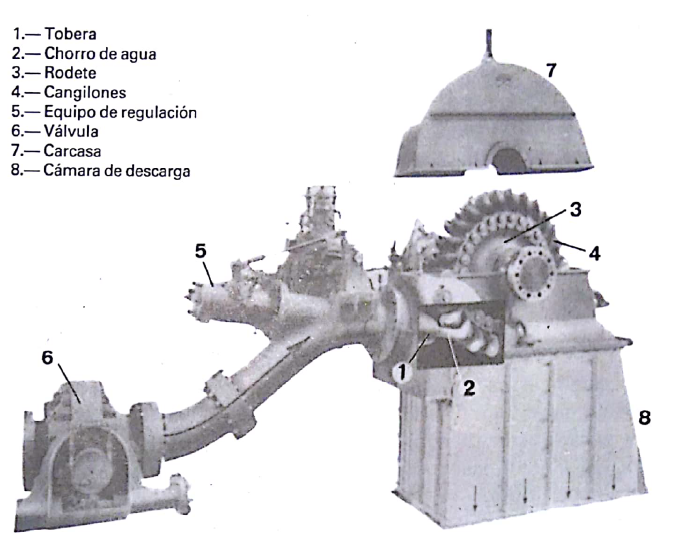 1.— Tobera
2.— Chorro de agua
3.— Rodete
4.— Cangilones
5.— Equipo de regulación
6.— Válvula
7.— Carcasa
8.— Cámara de descarga
7
3
4
5
1
2
6
8